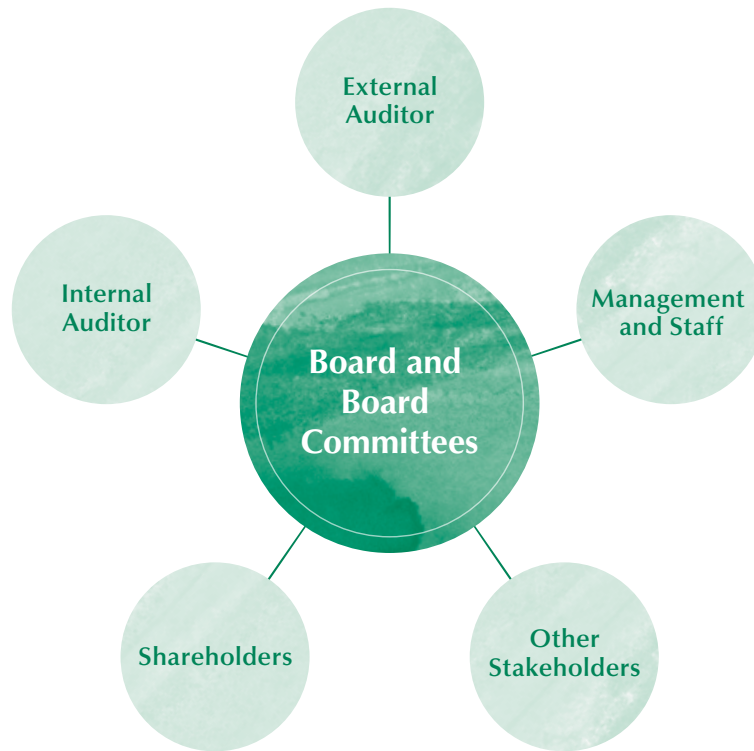 External
Auditor
Internal
Auditor
Management
and Staff
Board and
Board
Committees
Shareholders
Other
Stakeholders